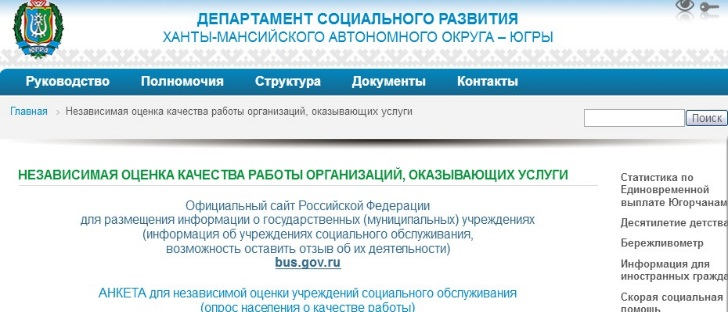 ЮГРА
ДЕПАРТАМЕНТ СОЦИАЛЬНОГО РАЗВИТИЯ
ХАНТЫ-МАНСИЙСКОГО АВТОНОМНОГО ОКРУГА – ЮГРЫ
Руководство Полномочия Структура Документы Контакты
Главная > Независимая оценка качества работы организаций, оказывающих услуги
Поиск
НЕЗАВИСИМАЯ ОЦЕНКА КАЧЕСТВА РАБОТЫ ОРГАНИЗАЦИЙ, ОКАЗЫВАЮЩИХ УСЛУГИ
Официальный сайт Российской Федерации
для размещения информации о государственных (муниципальных) учреждениях
(информация об учреждениях социального обслуживания,
возможность оставить отзыв об их деятельности)
bus.gov.ru
АНКЕТА для независимой оценки учреждений социального обслуживания
(опрос населения о качестве работы)
Статистика по
Единовременной
выплате Югорчанам
Десятилетие детства
Бережливометр
Информация для
иностранных гражда
Скорая социальная
помощь